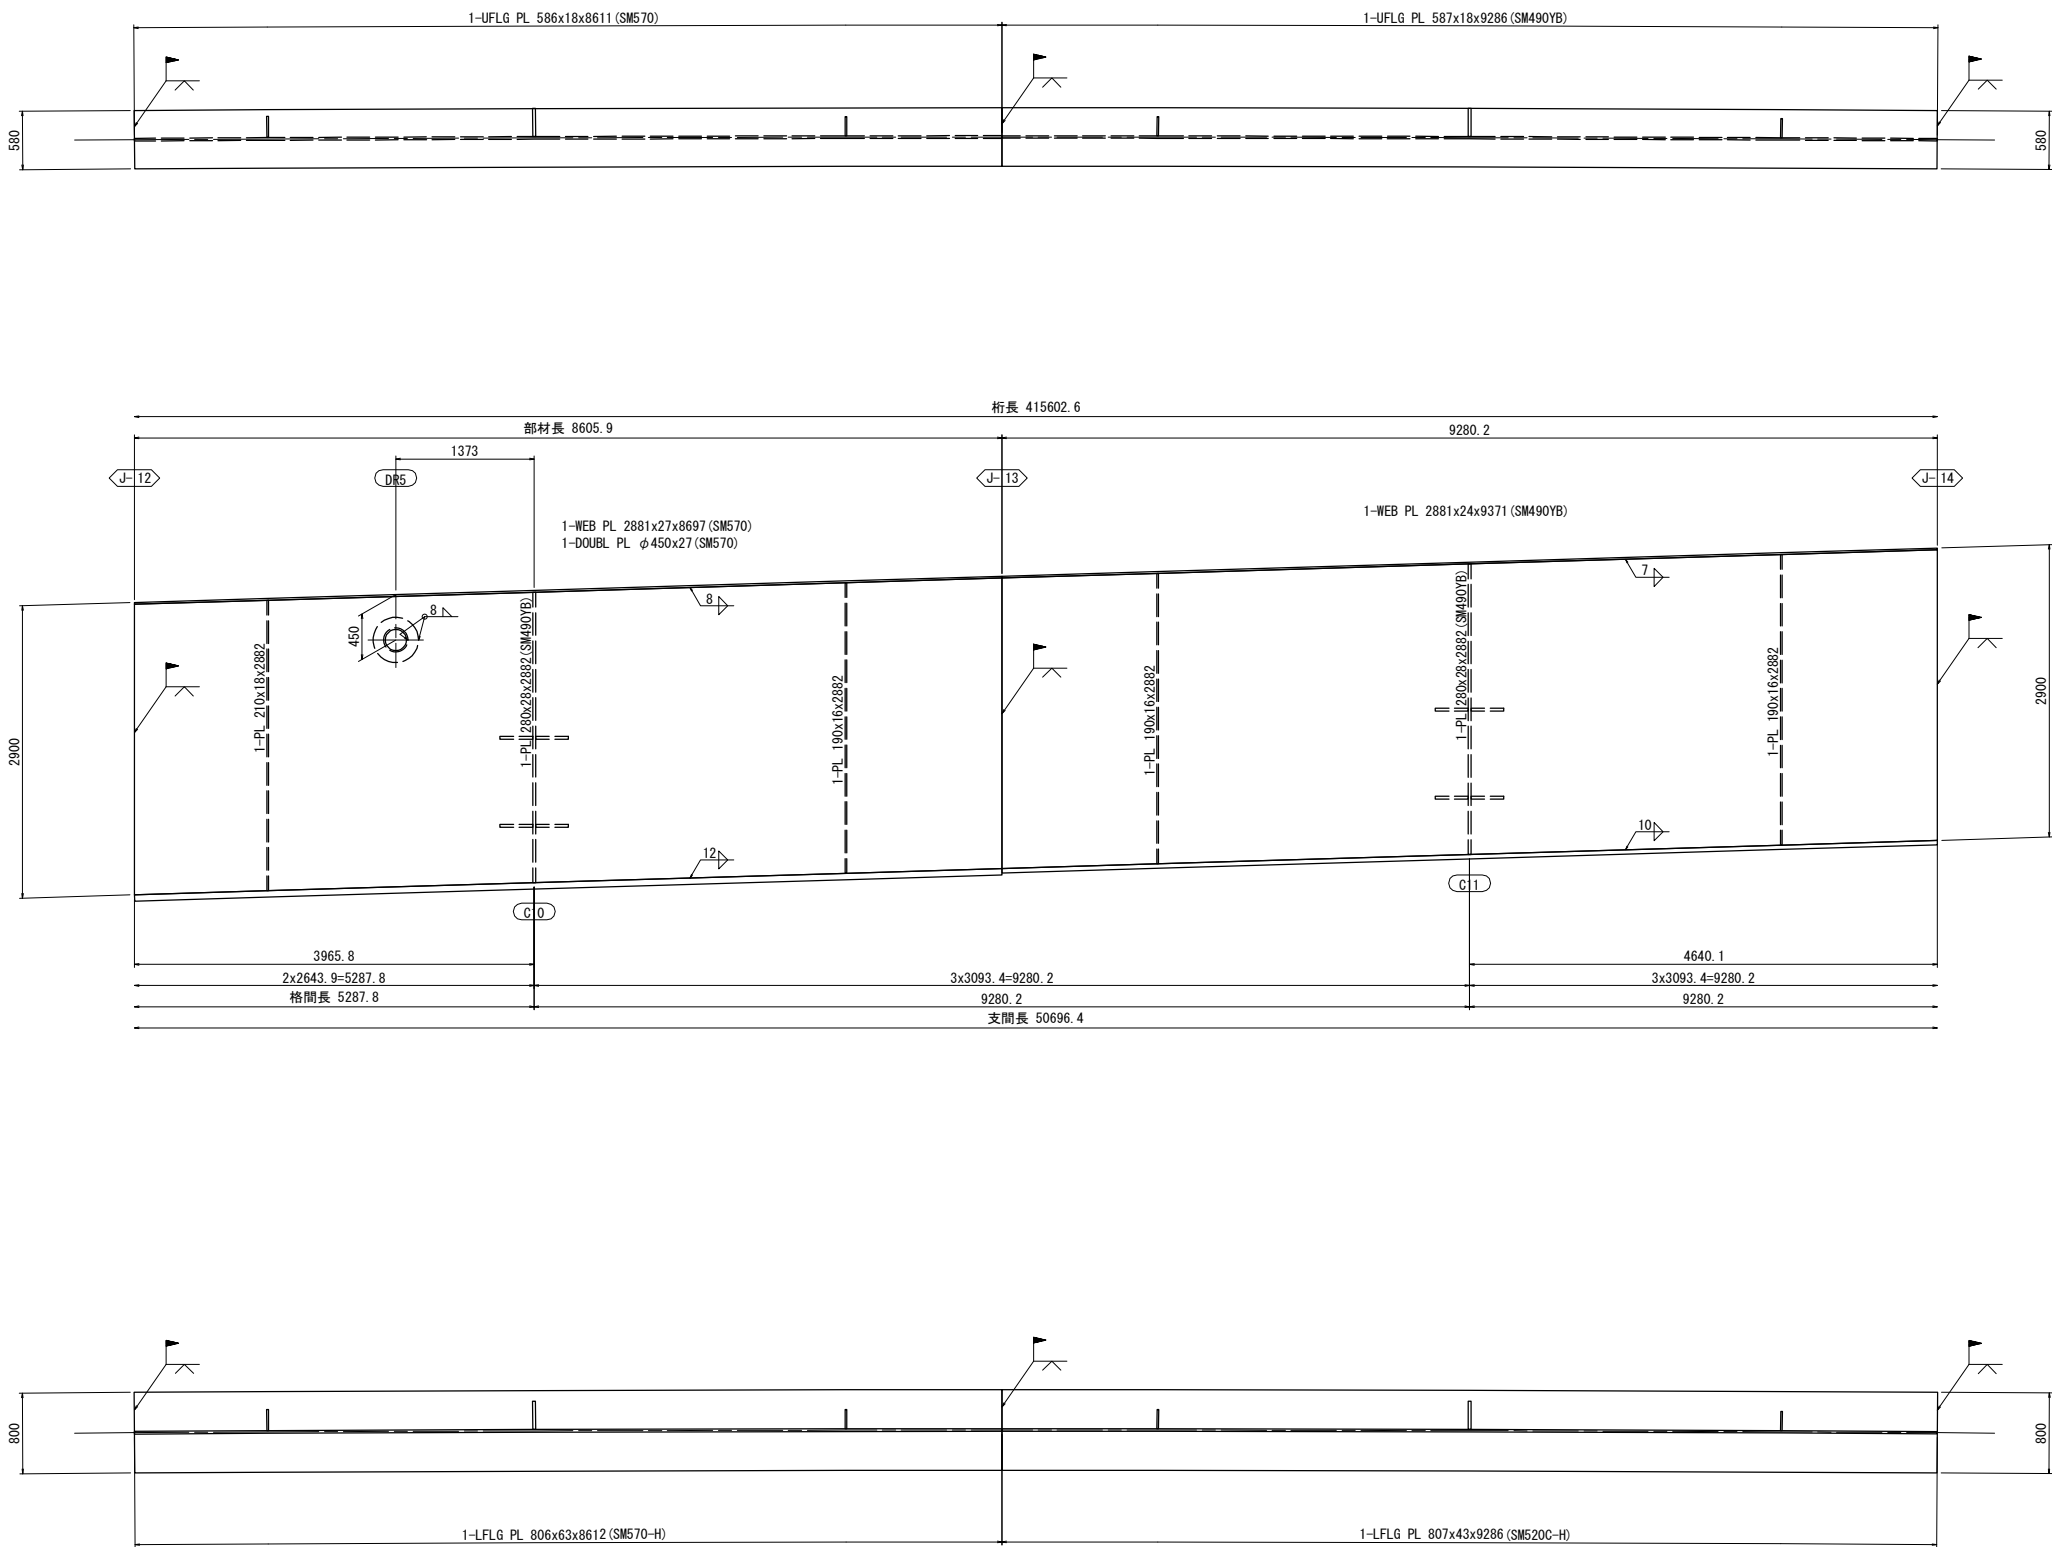 1-UFLG PL 586x18x8611(SM570)
1-UFLG PL 587x18x9286(SM490YB)
580
580
桁長 415602.6
部材長 8605.9
9280.2
1373
J- 12
DR5
J- 13
J- 14
1-WEB PL 2881x27x8697(SM570)
1-DOUBL PL φ450x27(SM570)
1-WEB PL 2881x24x9371(SM490YB)
2900
1-PL 210x18x2882
450
8
1-PL 280x28x2882(SM490YB)
8
1-PL 190x16x2882
1-PL 190x16x2882
1-PL 280x28x2882(SM490YB)
7
1-PL 190x16x2882
2900
12
10
C10
C11
3965.8
4640.1
2x2643.9=5287.8
3x3093.4=9280.2
3x3093.4=9280.2
格間長 5287.8
9280.2
9280.2
支間長 50696.4
800
800
1-LFLG PL 806x63x8612(SM570-H)
1-LFLG PL 807x43x9286(SM520C-H)